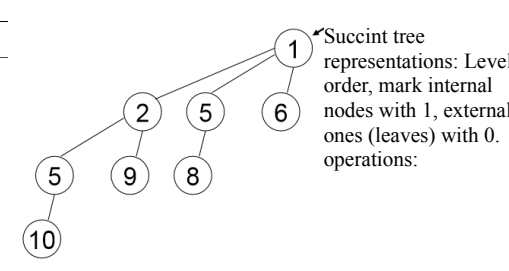 Succint tree
representations: Level
order, mark internal
nodes with 1, external
ones (leaves) with 0.
operations:
1
2
5
6
5
9
8
10